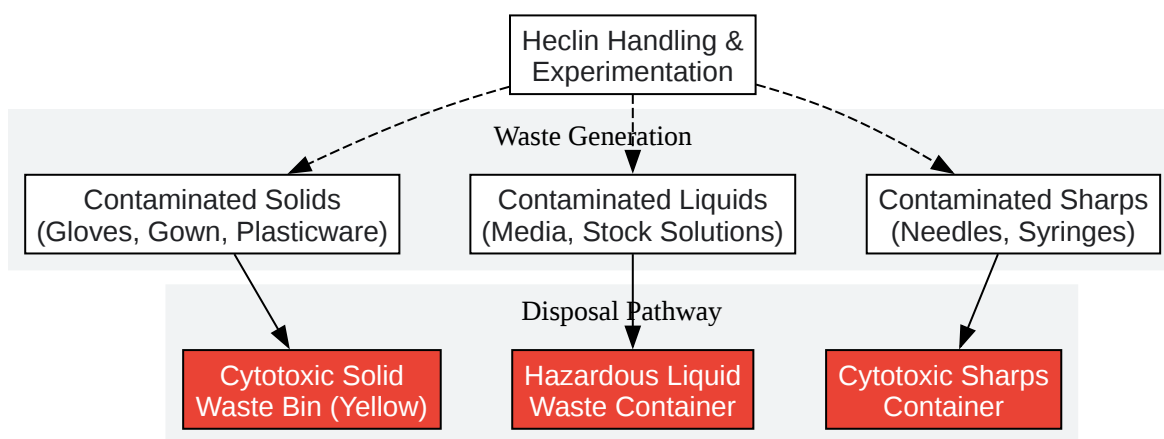 Heclin Handling &
Experimentation
Waste Generation
Contaminated Solids
(Gloves, Gown, Plasticware)
Contaminated Liquids
(Media, Stock Solutions)
Contaminated Sharps
(Needles, Syringes)
Disposal Pathway
Cytotoxic Solid
Waste Bin (Yellow)
Hazardous Liquid
Waste Container
Cytotoxic Sharps
Container